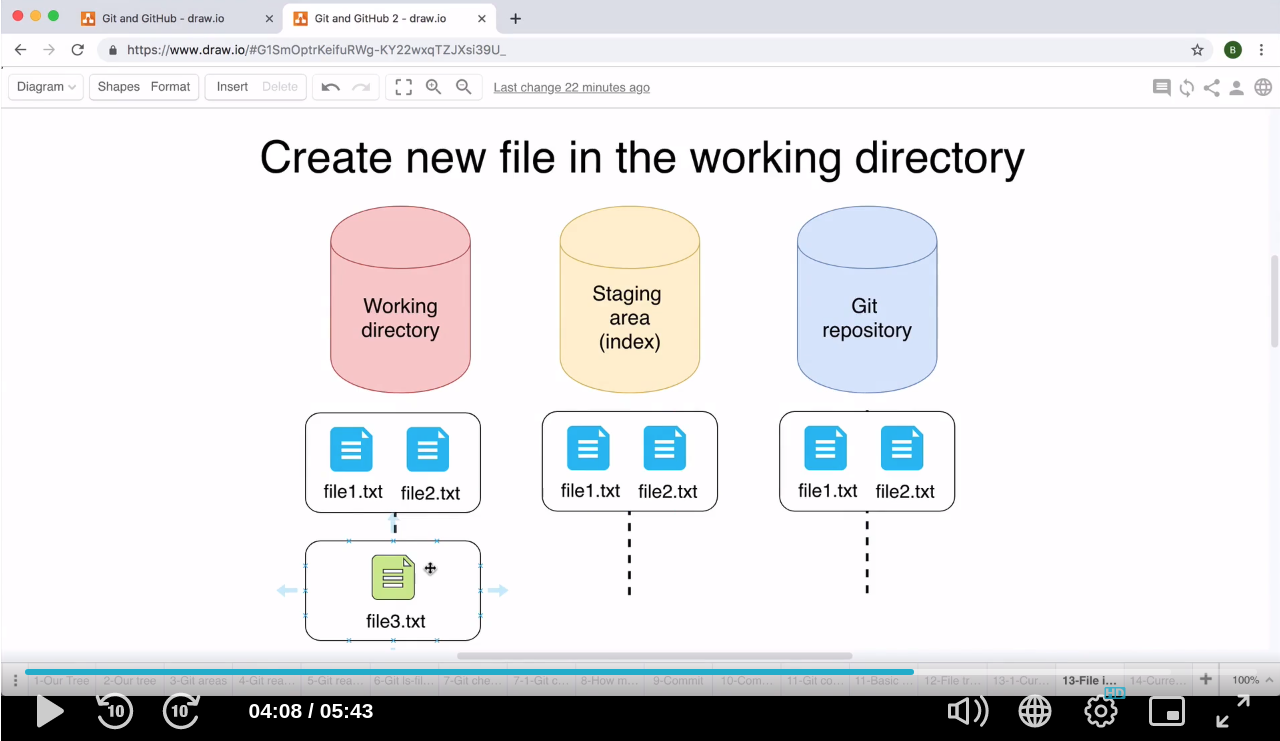 Git and GitHub - draw.io
Git and GitHub 2 - draw.io
https://www.draw.io/#G1SmOptrKeifuRWg-KY22wxqTZJXsi39U_
B
Diagram
Shapes
Format
Insert
Delete
Last change 22 minutes ago
Create new file in the working directory
Working
directory
Staging
area
(index)
Git
repository
file1.txt
file2.txt
file1.txt
file2.txt
file1.txt
file2.txt
file3.txt
1-Our Tree
2-Our tree
3-Git areas
4-Git rea...
5-Git rea...
6-Git ls-fil...
7-Git che...
7-1-Git c...
8-How m...
9-Commit
10-Com...
11-Git co...
11-Basic ...
12-File tr...
13-1-Cur...
13-File i...
14-Curre...
100%
10
10
04:08 / 05:43
HD